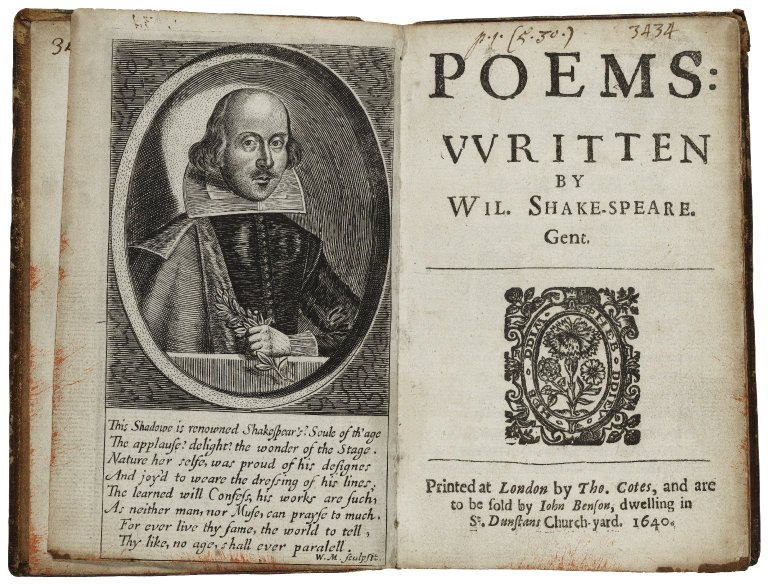 34
This Shadowe is renowned Shakespear's? Soule of th'age
The applause? delight? the wonder of the Stage.
Nature her selfe, was proud of his designes
And joy'd to weare the dressing of his lines;
The learned will Confess, his works are such,
As neither man, nor Muse, can prayse to much.
For ever live thy fame, the world to tell,
Thy like, no age, shall ever paralell.
W.M. sculpsit.
p.1. (5.30.)
3434
POEMS:
VVRITTEN
BY
WIL. SHAKE-SPEARE.
Gent.
Printed at London by Tho. Cotes, and are
to be sold by Iohn Benson, dwelling in
St. Dunstans Church-yard. 1640.